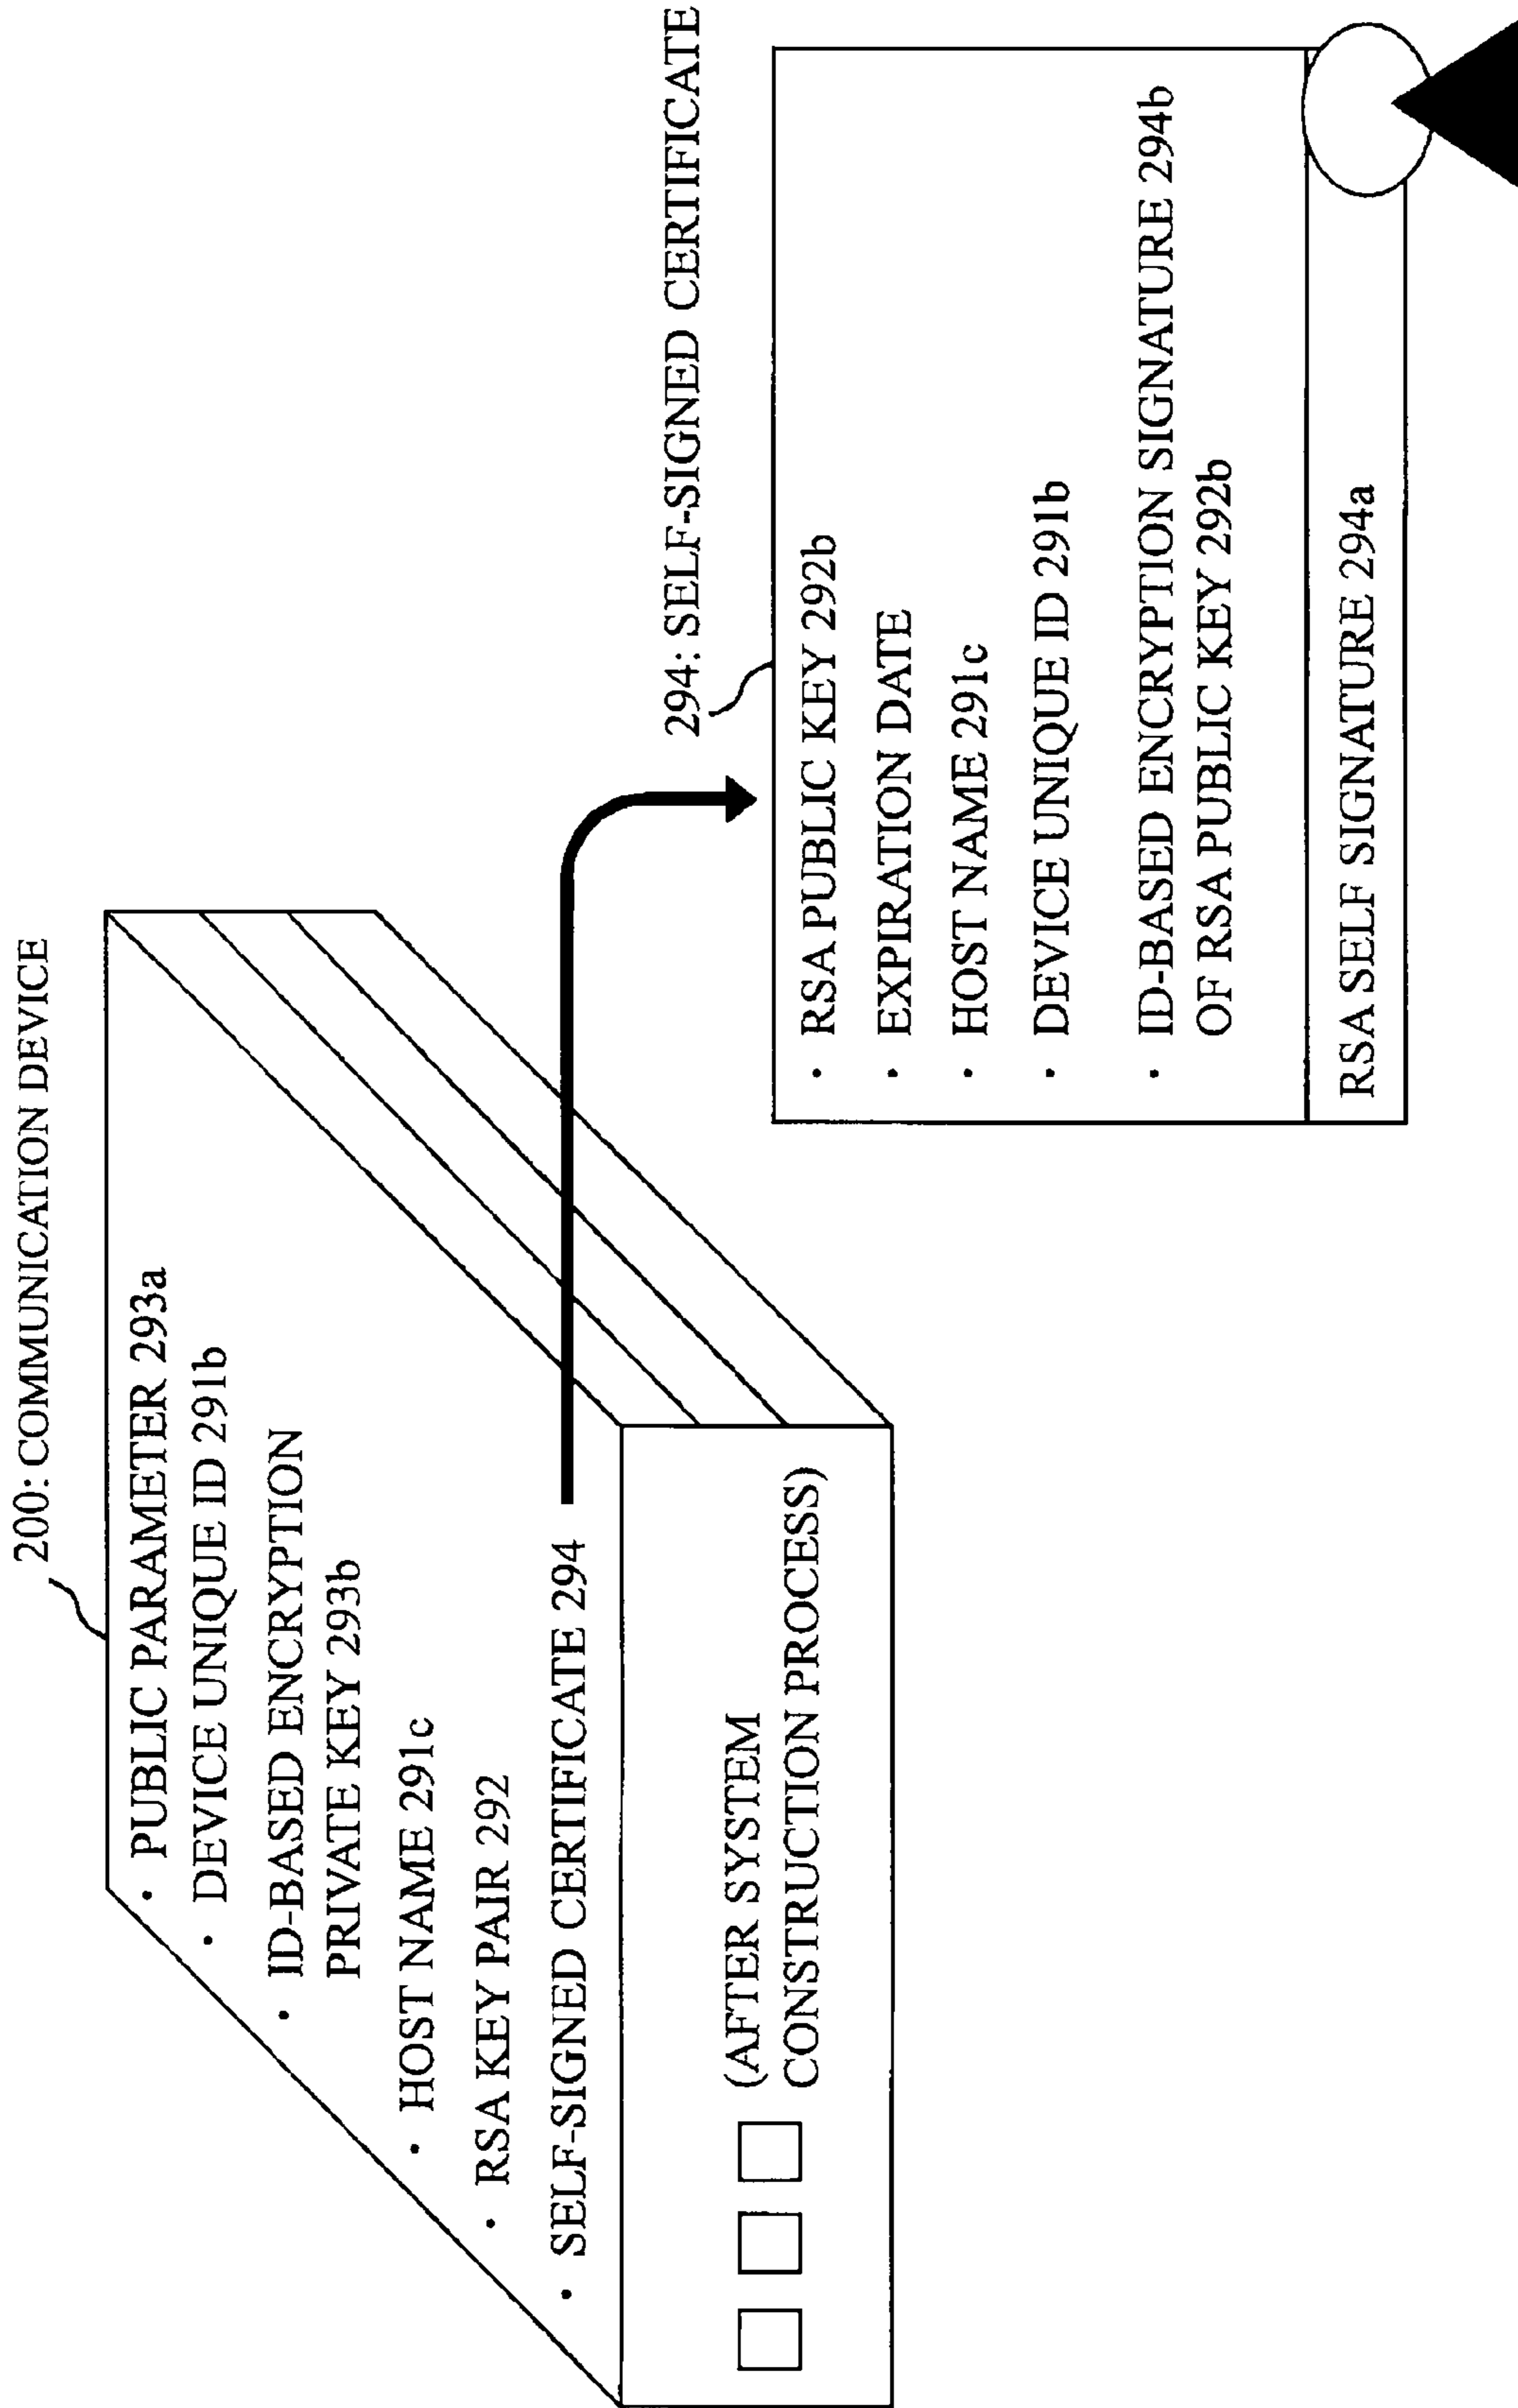 200: COMMUNICATION DEVICE
· PUBLIC PARAMETER 293a
· DEVICE UNIQUE ID 291b
· ID-BASED ENCRYPTION
PRIVATE KEY 293b
· HOST NAME 291c
· RSA KEY PAIR 292
· SELF-SIGNED CERTIFICATE 294
(AFTER SYSTEM
CONSTRUCTION PROCESS)
294: SELF-SIGNED CERTIFICATE
· RSA PUBLIC KEY 292b
· EXPIRATION DATE
· HOST NAME 291c
· DEVICE UNIQUE ID 291b
· ID-BASED ENCRYPTION SIGNATURE 294b
OF RSA PUBLIC KEY 292b
RSA SELF SIGNATURE 294a